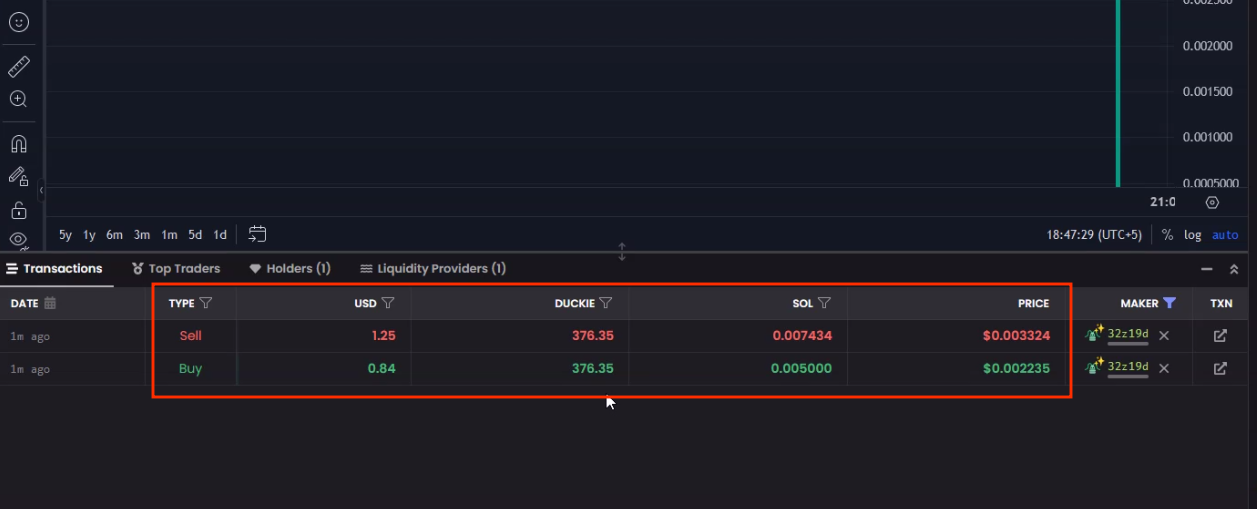 0.002500
0.002000
0.001500
0.001000
0.0005000
21:0
5y 1y 6m 3m 1m 5d 1d 18:47:29 (UTC+5) % log auto
Transactions Top Traders Holders (1) Liquidity Providers (1)
DATE TYPE USD DUCKIE SOL PRICE MAKER TXN
1m ago Sell 1.25 376.35 0.007434 $0.003324 32z19d
1m ago Buy 0.84 376.35 0.005000 $0.002235 32z19d